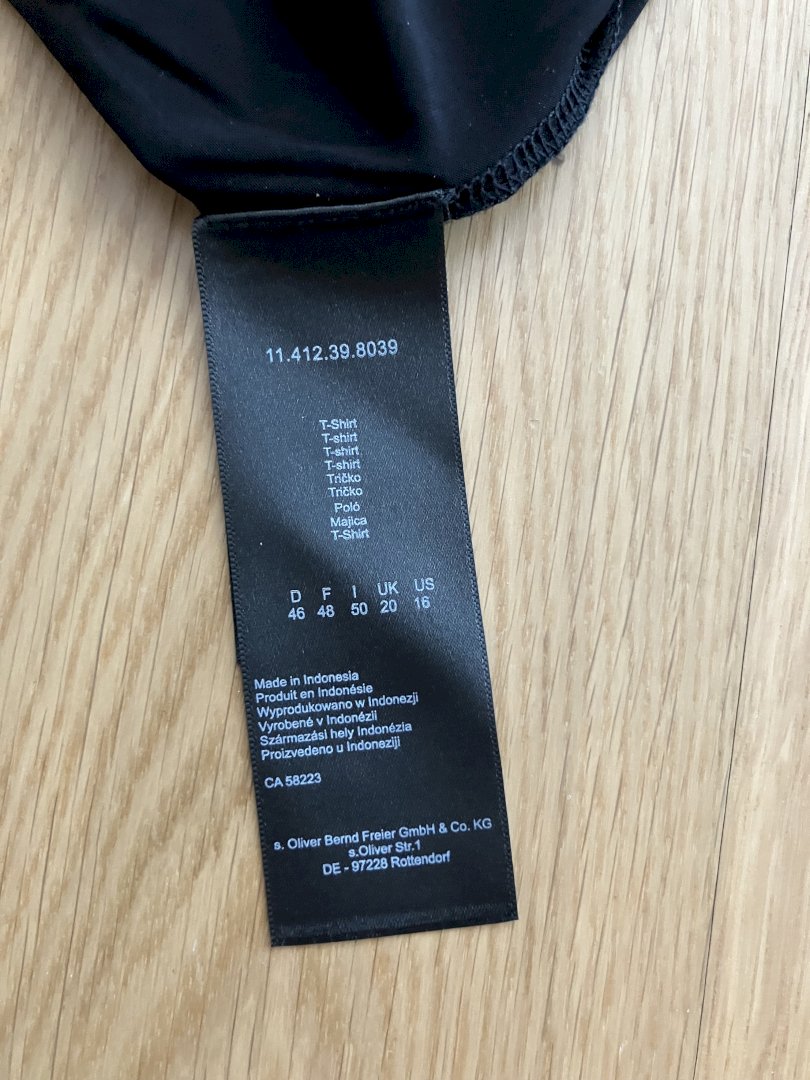 11.412.39.8039
T-Shirt
T-shirt
T-shirt
T-shirt
Tričko
Tričko
Poló
Majica
T-Shirt
D F I UK US
46 48 50 20 16
Made in Indonesia
Produit en Indonésie
Wyprodukowano w Indonezji
Vyrobené v Indonézii
Származási hely Indonézia
Proizvedeno u Indoneziji
CA 58223
s. Oliver Bernd Freier GmbH & Co. KG
s.Oliver Str.1
DE - 97228 Rottendorf